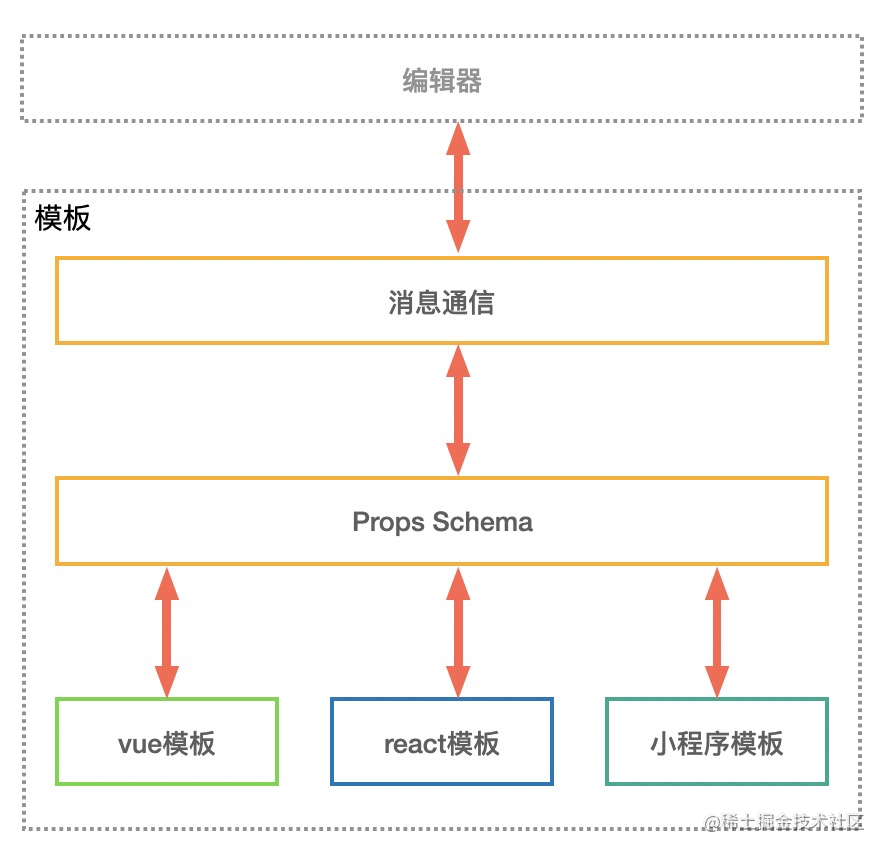 编辑器
模板
消息通信
Props Schema
vue模板
react模板
小程序模板
@稀土掘金技术社区